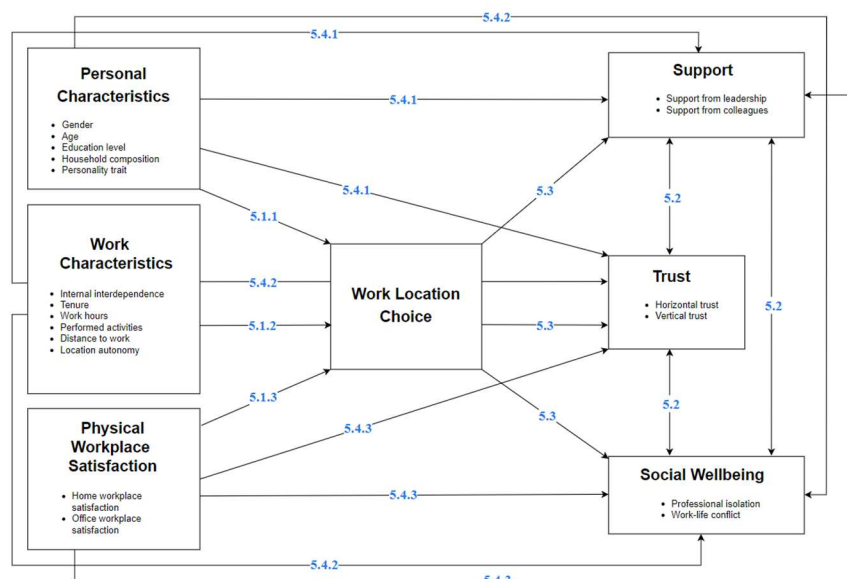 5.4.2
5.4.1
Personal
Characteristics
Gender
Age
Education level
Household composition
Personality trait
5.4.1
Support
Support from leadership
Support from colleagues
5.4.1
5.3
5.2
5.1.1
Work
Characteristics
Internal interdependence
Tenure
Work hours
Performed activities
Distance to work
Location autonomy
5.4.2
5.1.2
Work Location
Choice
Trust
Horizontal trust
Vertical trust
5.3
5.2
5.1.3
5.3
5.2
5.4.3
Physical
Workplace
Satisfaction
Home workplace
satisfaction
Office workplace
satisfaction
5.4.3
Social Wellbeing
Professional isolation
Work-life conflict
5.4.2